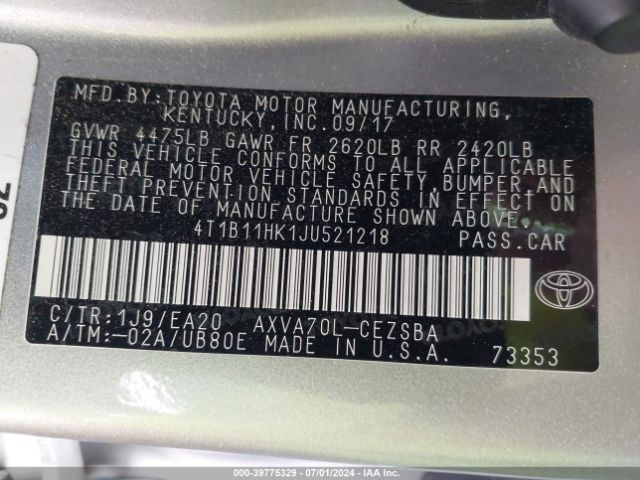 MFD.BY:TOYOTA MOTOR MANUFACTURING,
KENTUCKY,INC.09/17
GVWR 4475LB GAWR FR 2620LB RR 2420LB
THIS VEHICLE CONFORMS TO ALL APPLICABLE
FEDERAL MOTOR VEHICLE SAFETY,BUMPER,AND
THEFT PREVENTION STANDARDS IN EFFECT ON
THE DATE OF MANUFACTURE SHOWN ABOVE.
4T1B11HK1JU521218 PASS.CAR
C/TR:1J9/EA20 AXVA70L-CEZSBA
A/TM:-02A/UB80E MADE IN U.S.A. 73353
000-39775329 | 07/01/2024 | IAA Inc.